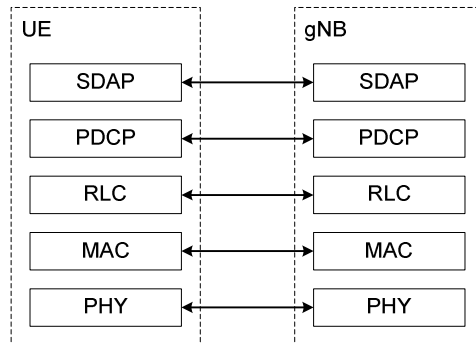 UE gNB
SDAP SDAP
PDCP PDCP
RLC RLC
MAC MAC
PHY PHY